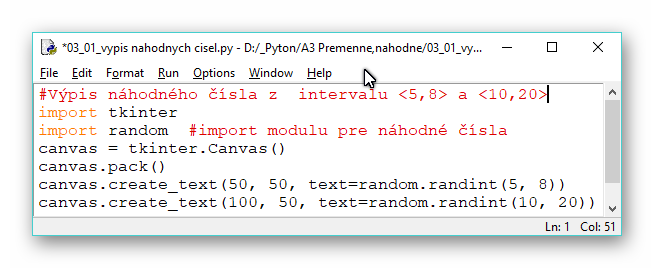 *03_01_vypis nahodnych cisel.py - D:/_Pyton/A3 Premenne,nahodne/03_01_vy...
File Edit Format Run Options Window Help
#Výpis náhodného čísla z  intervalu <5,8> a <10,20>
import tkinter
import random  #import modulu pre náhodné čísla
canvas = tkinter.Canvas()
canvas.pack()
canvas.create_text(50, 50, text=random.randint(5, 8))
canvas.create_text(100, 50, text=random.randint(10, 20))
Ln: 1 Col: 51